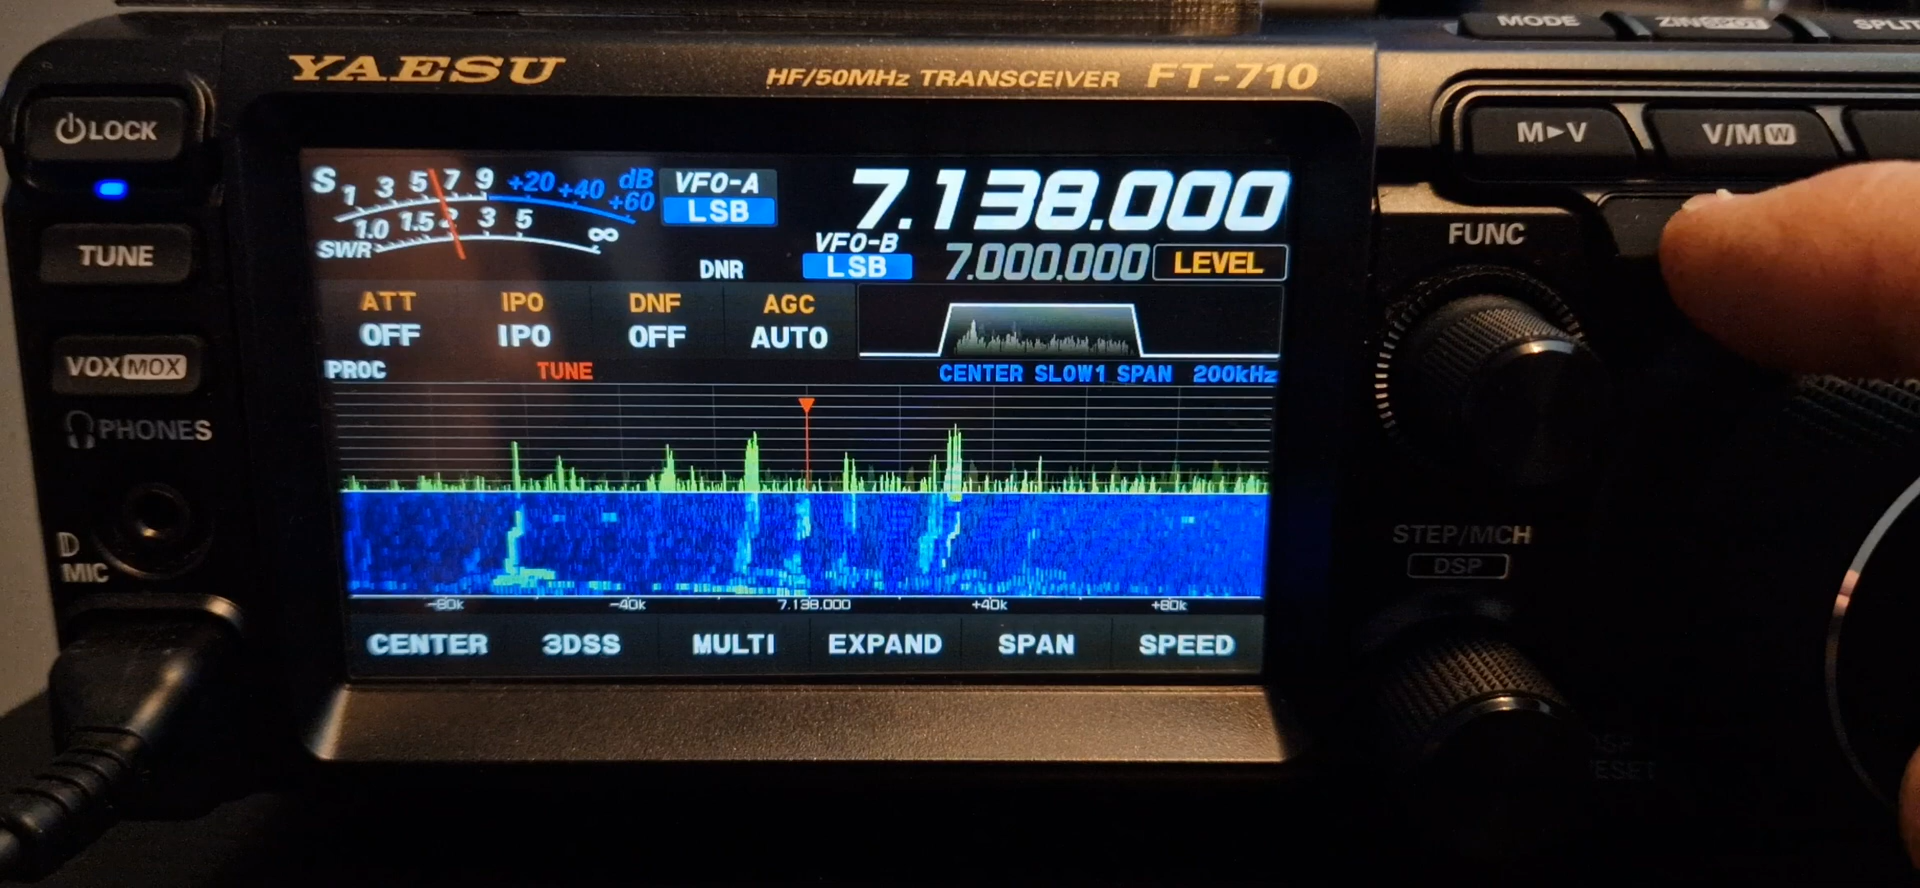 MODE
YAESU HF/50MHz TRANSCEIVER FT-710
LOCK
M►V V/M W
S 1 3 5 7 9 +20 +40 dB +60
VFO-A
LSB
7.138.000
1.0 1.5 2 3 5 ∞
SWR
VFO-B
LSB
7.000.000
LEVEL
DNR
TUNE
FUNC
ATT IPO DNF AGC
OFF IPO OFF AUTO
VOX MOX
PROC TUNE CENTER SLOW1 SPAN 200kHz
PHONES
STEP/MCH
DSP
MIC
-80k -40k 7.138.000 +40k +80k
CENTER 3DSS MULTI EXPAND SPAN SPEED